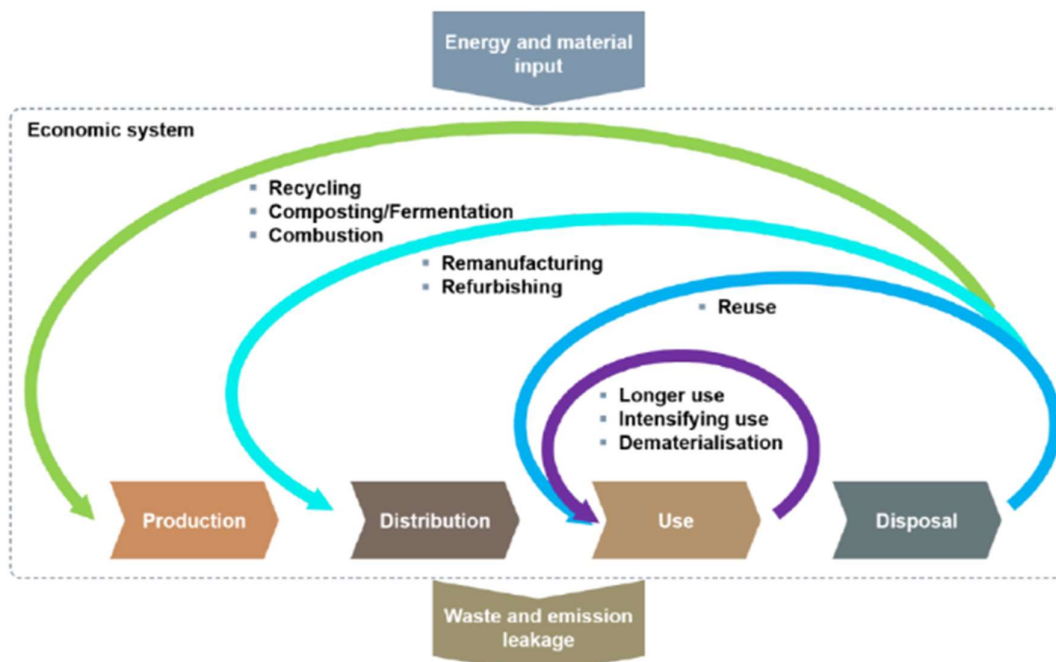 Energy and material
input
Economic system
Recycling
Composting/Fermentation
Combustion
Remanufacturing
Refurbishing
Reuse
Longer use
Intensifying use
Dematerialisation
Production
Distribution
Use
Disposal
Waste and emission
leakage